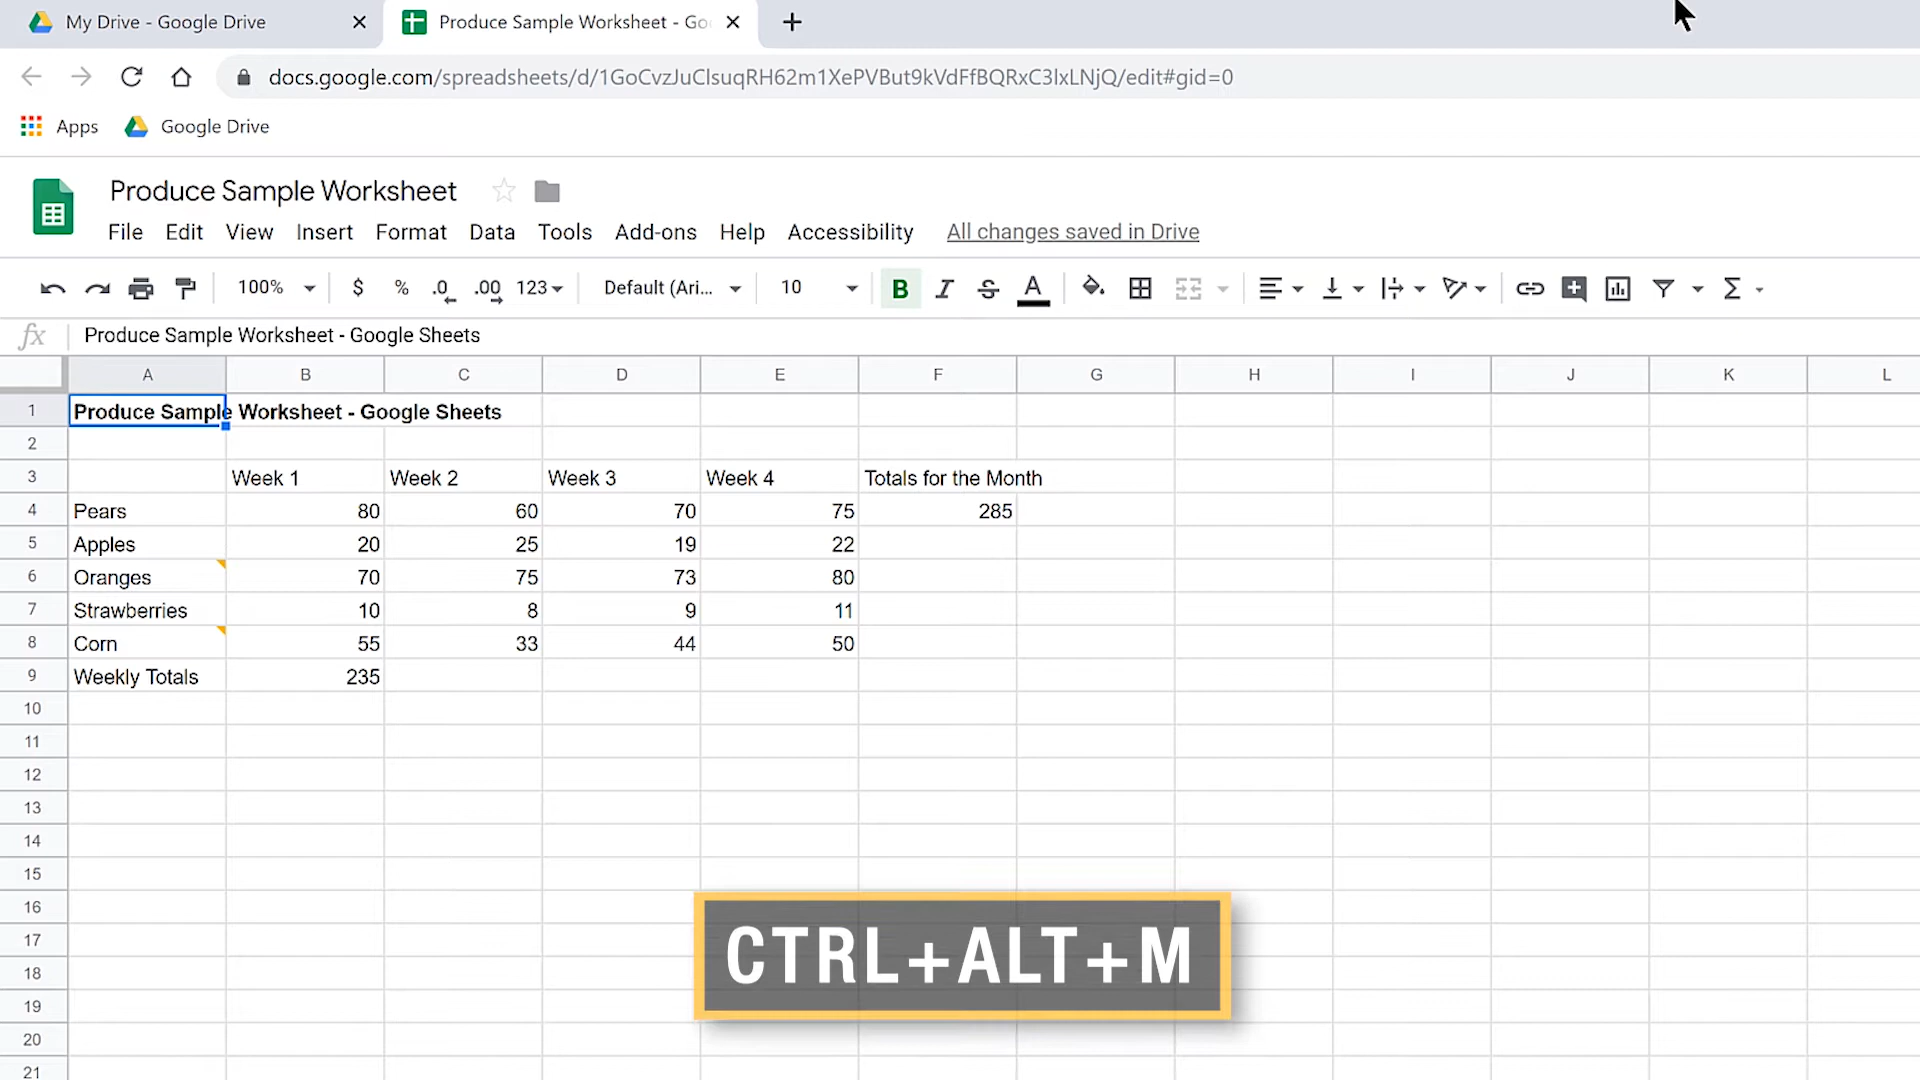 My Drive - Google Drive
Produce Sample Worksheet - Go
docs.google.com/spreadsheets/d/1GoCvzJuClsuqRH62m1XePVBut9kVdFfBQRxC3lxLNjQ/edit#gid=0
Apps Google Drive
Produce Sample Worksheet
File Edit View Insert Format Data Tools Add-ons Help Accessibility All changes saved in Drive
100% $ % .0 .00 123 Default (Ari... 10 B I S A Σ
fx Produce Sample Worksheet - Google Sheets
A B C D E F G H I J K L
1 Produce Sample Worksheet - Google Sheets
2
3 Week 1 Week 2 Week 3 Week 4 Totals for the Month
4 Pears 80 60 70 75 285
5 Apples 20 25 19 22
6 Oranges 70 75 73 80
7 Strawberries 10 8 9 11
8 Corn 55 33 44 50
9 Weekly Totals 235
10
11
12
13
14
15
16
17
18
19
20
21
CTRL+ALT+M